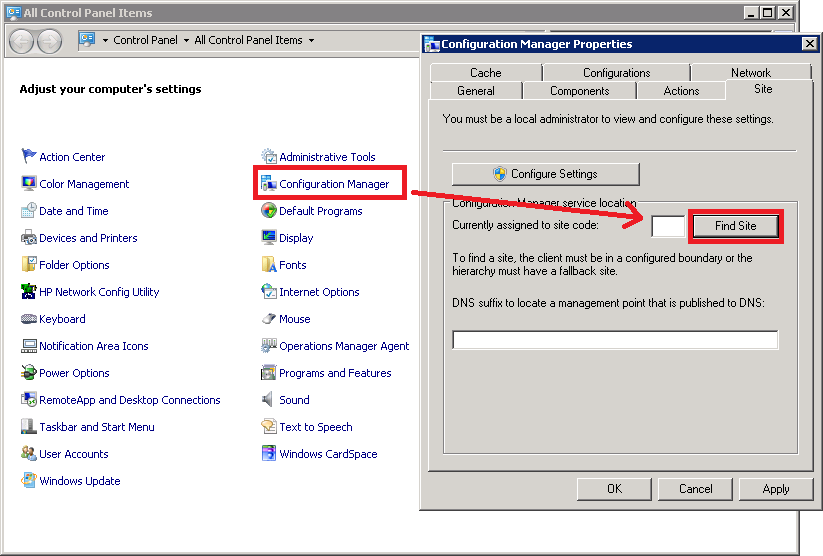 All Control Panel Items
Control Panel All Control Panel Items
Adjust your computer's settings
Action Center
Color Management
Date and Time
Devices and Printers
Folder Options
HP Network Config Utility
Keyboard
Notification Area Icons
Power Options
RemoteApp and Desktop Connections
Taskbar and Start Menu
User Accounts
Windows Update
Administrative Tools
Configuration Manager
Default Programs
Display
Fonts
Internet Options
Mouse
Operations Manager Agent
Programs and Features
Sound
Text to Speech
Windows CardSpace
Configuration Manager Properties
Cache Configurations Network
General Components Actions Site
You must be a local administrator to view and configure these settings.
Configure Settings
Configuration Manager service location
Currently assigned to site code: Find Site
To find a site, the client must be in a configured boundary or the
hierarchy must have a fallback site.
DNS suffix to locate a management point that is published to DNS:
OK Cancel Apply